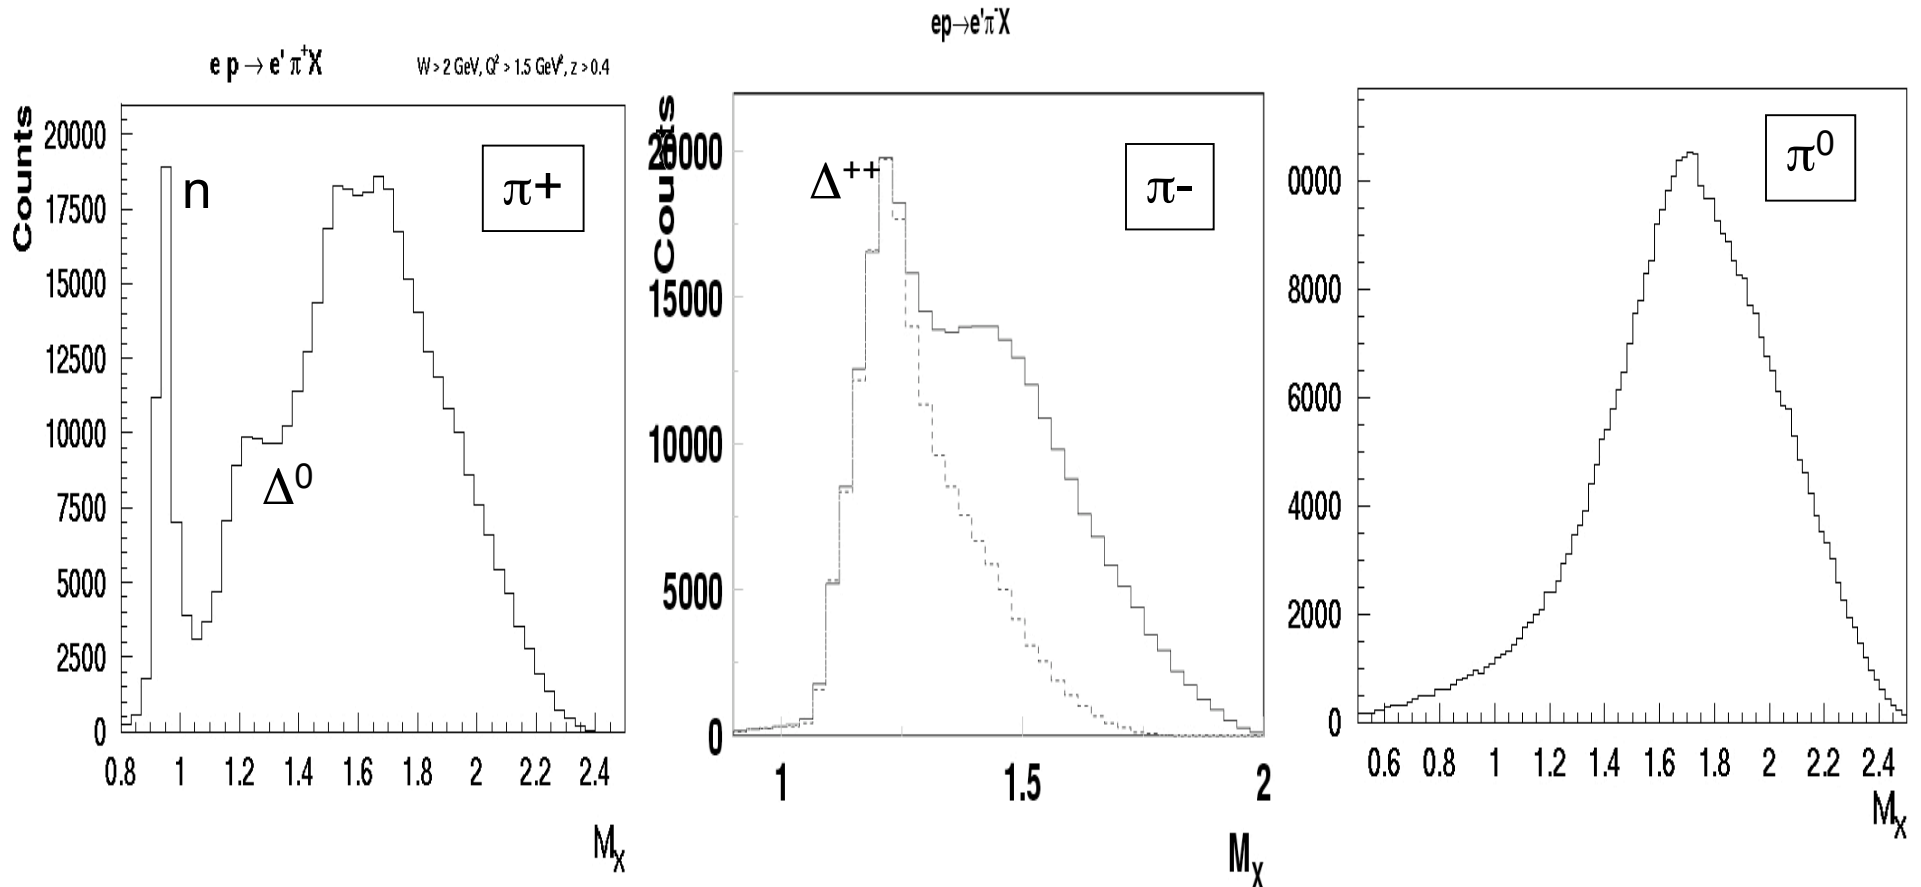 ep→e'π⁻X
e p → e' π⁺X
W > 2 GeV, Q² > 1.5 GeV², z > 0.4
Counts
20000
17500
15000
12500
10000
7500
5000
2500
0
n
π+
Δ⁰
0.8 1 1.2 1.4 1.6 1.8 2 2.2 2.4
Mₓ
Counts
20000
15000
10000
5000
0
Δ⁺⁺
π-
1 1.5 2
Mₓ
0000
8000
6000
4000
2000
0
π⁰
0.6 0.8 1 1.2 1.4 1.6 1.8 2 2.2 2.4
Mₓ